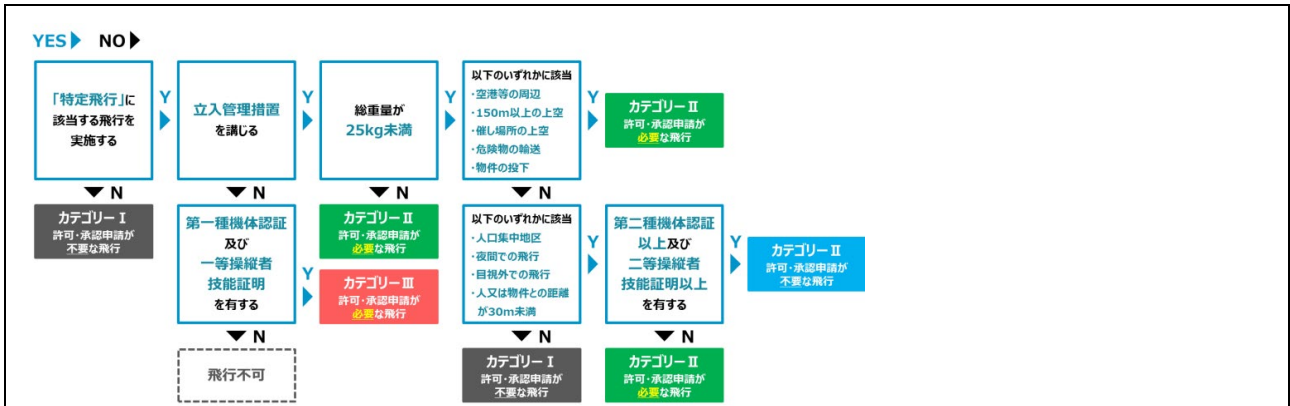 YES▶ NO▶
「特定飛行」に
該当する飛行を
実施する
Y
立入管理措置
を講じる
Y
総重量が
25kg未満
Y
以下のいずれかに該当
・空港等の周辺
・150m以上の上空
・催し場所の上空
・危険物の輸送
・物件の投下
Y
カテゴリーⅡ
許可・承認申請が
必要な飛行
▼ N
▼ N
▼ N
▼ N
カテゴリーⅠ
許可・承認申請が
不要な飛行
第一種機体認証
及び
一等操縦者
技能証明
を有する
Y
カテゴリーⅡ
許可・承認申請が
必要な飛行
カテゴリーⅢ
許可・承認申請が
必要な飛行
以下のいずれかに該当
・人口集中地区
・夜間での飛行
・目視外での飛行
・人又は物件との距離
が30m未満
Y
第二種機体認証
以上及び
二等操縦者
技能証明以上
を有する
Y
カテゴリーⅡ
許可・承認申請が
不要な飛行
▼ N
▼ N
▼ N
飛行不可
カテゴリーⅠ
許可・承認申請が
不要な飛行
カテゴリーⅡ
許可・承認申請が
必要な飛行